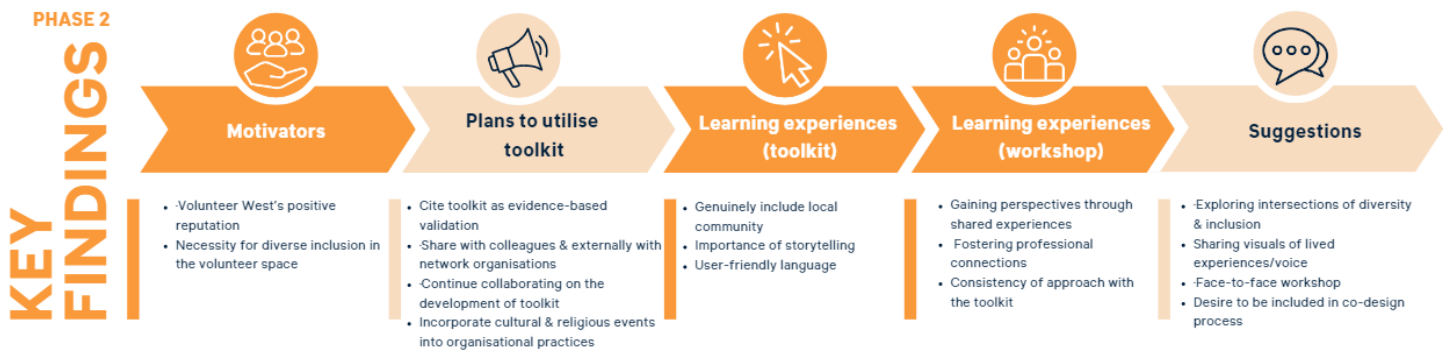 PHASE 2
KEY
FINDINGS
Motivators
• ·Volunteer West's positive
reputation
• Necessity for diverse inclusion in
the volunteer space
Plans to utilise
toolkit
• Cite toolkit as evidence-based
validation
• ·Share with colleagues & externally with
network organisations
• ·Continue collaborating on the
development of toolkit
• Incorporate cultural & religious events
into organisational practices
Learning experiences
(toolkit)
• Genuinely include local
community
• Importance of storytelling
• User-friendly language
Learning experiences
(workshop)
• Gaining perspectives through
shared experiences
• Fostering professional
connections
• Consistency of approach with
the toolkit
Suggestions
• ·Exploring intersections of diversity
& inclusion
• Sharing visuals of lived
experiences/voice
• ·Face-to-face workshop
• Desire to be included in co-design
process